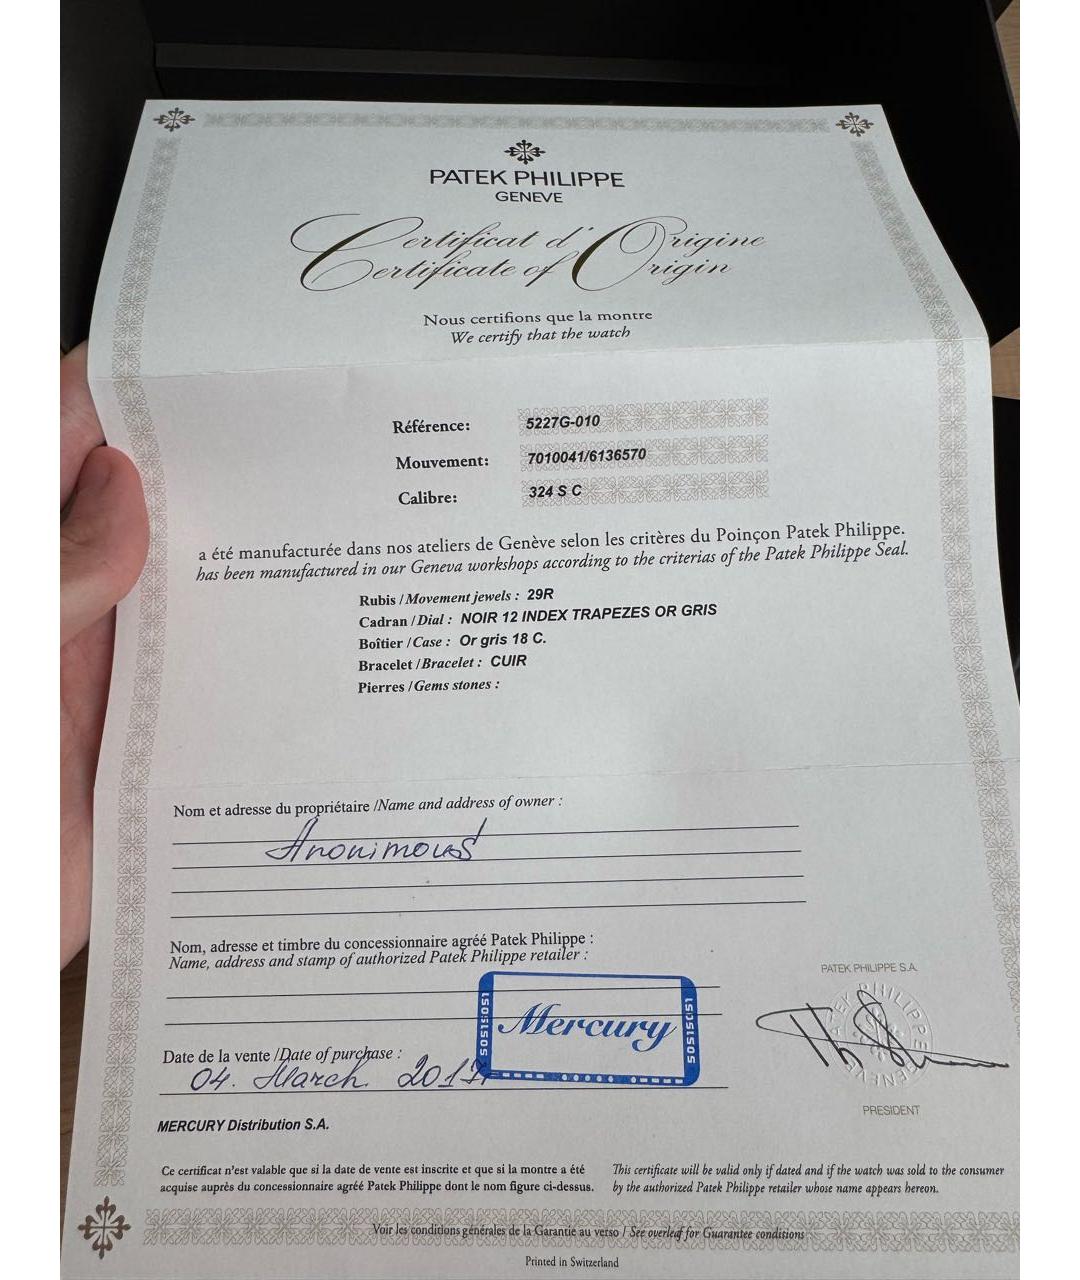 PATEK PHILIPPE
GENEVE
Certificat d'Origine
Certificate of Origin
Nous certifions que la montre
We certify that the watch
Référence: 5227G-010
Mouvement: 7010041/6136570
Calibre: 324 S C
a été manufacturée dans nos ateliers de Genève selon les critères du Poinçon Patek Philippe.
has been manufactured in our Geneva workshops according to the criterias of the Patek Philippe Seal.
Rubis / Movement jewels : 29R
Cadran / Dial : NOIR 12 INDEX TRAPEZES OR GRIS
Boîtier / Case : Or gris 18 C.
Bracelet / Bracelet : CUIR
Pierres / Gems stones :
Nom et adresse du propriétaire /Name and address of owner :
Anonimous
Nom, adresse et timbre du concessionnaire agréé Patek Philippe :
Name, address and stamp of authorized Patek Philippe retailer :
PATEK PHILIPPE S.A.
Mercury
Date de la vente /Date of purchase :
04. March 2017
PRESIDENT
MERCURY Distribution S.A.
Ce certificat n'est valable que si la date de vente est inscrite et que si la montre a été
acquise auprès du concessionnaire agréé Patek Philippe dont le nom figure ci-dessus.
This certificate will be valid only if dated and if the watch was sold to the consumer
by the authorized Patek Philippe retailer whose name appears hereon.
Voir les conditions générales de la Garantie au verso / See overleaf for Guarantee conditions
Printed in Switzerland